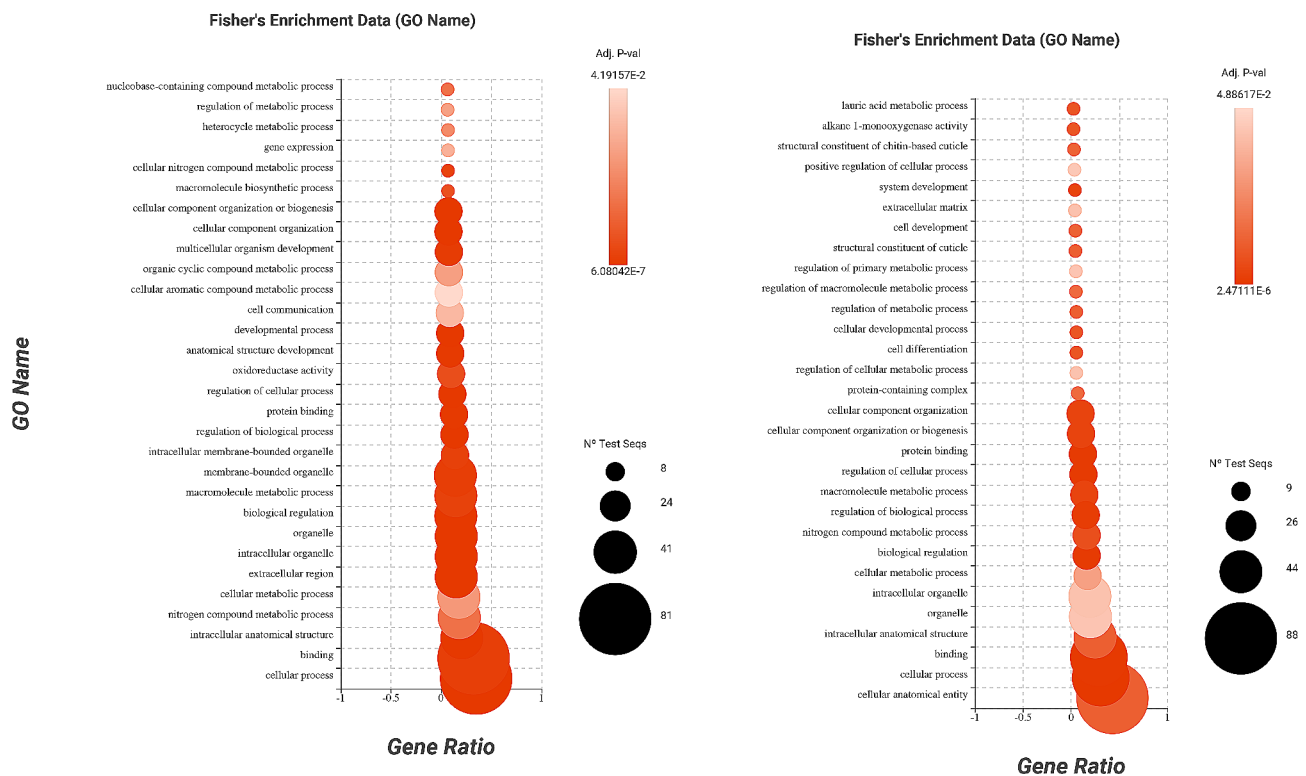 Fisher's Enrichment Data (GO Name)
Adj. P-val
4.19157E-2
6.08042E-7
nucleobase-containing compound metabolic process
regulation of metabolic process
heterocycle metabolic process
gene expression
cellular nitrogen compound metabolic process
macromolecule biosynthetic process
cellular component organization or biogenesis
cellular component organization
multicellular organism development
organic cyclic compound metabolic process
cellular aromatic compound metabolic process
cell communication
developmental process
anatomical structure development
oxidoreductase activity
regulation of cellular process
protein binding
regulation of biological process
intracellular membrane-bounded organelle
membrane-bounded organelle
macromolecule metabolic process
biological regulation
organelle
intracellular organelle
extracellular region
cellular metabolic process
nitrogen compound metabolic process
intracellular anatomical structure
binding
cellular process
GO Name
Nº Test Seqs
8
24
41
81
-1 -0.5 0 1
Gene Ratio
Fisher's Enrichment Data (GO Name)
Adj. P-val
4.88617E-2
2.47111E-6
lauric acid metabolic process
alkane 1-monooxygenase activity
structural constituent of chitin-based cuticle
positive regulation of cellular process
system development
extracellular matrix
cell development
structural constituent of cuticle
regulation of primary metabolic process
regulation of macromolecule metabolic process
regulation of metabolic process
cellular developmental process
cell differentiation
regulation of cellular metabolic process
protein-containing complex
cellular component organization
cellular component organization or biogenesis
protein binding
regulation of cellular process
macromolecule metabolic process
regulation of biological process
nitrogen compound metabolic process
biological regulation
cellular metabolic process
intracellular organelle
organelle
intracellular anatomical structure
binding
cellular process
cellular anatomical entity
Nº Test Seqs
9
26
44
88
-1 -0.5 0 1
Gene Ratio